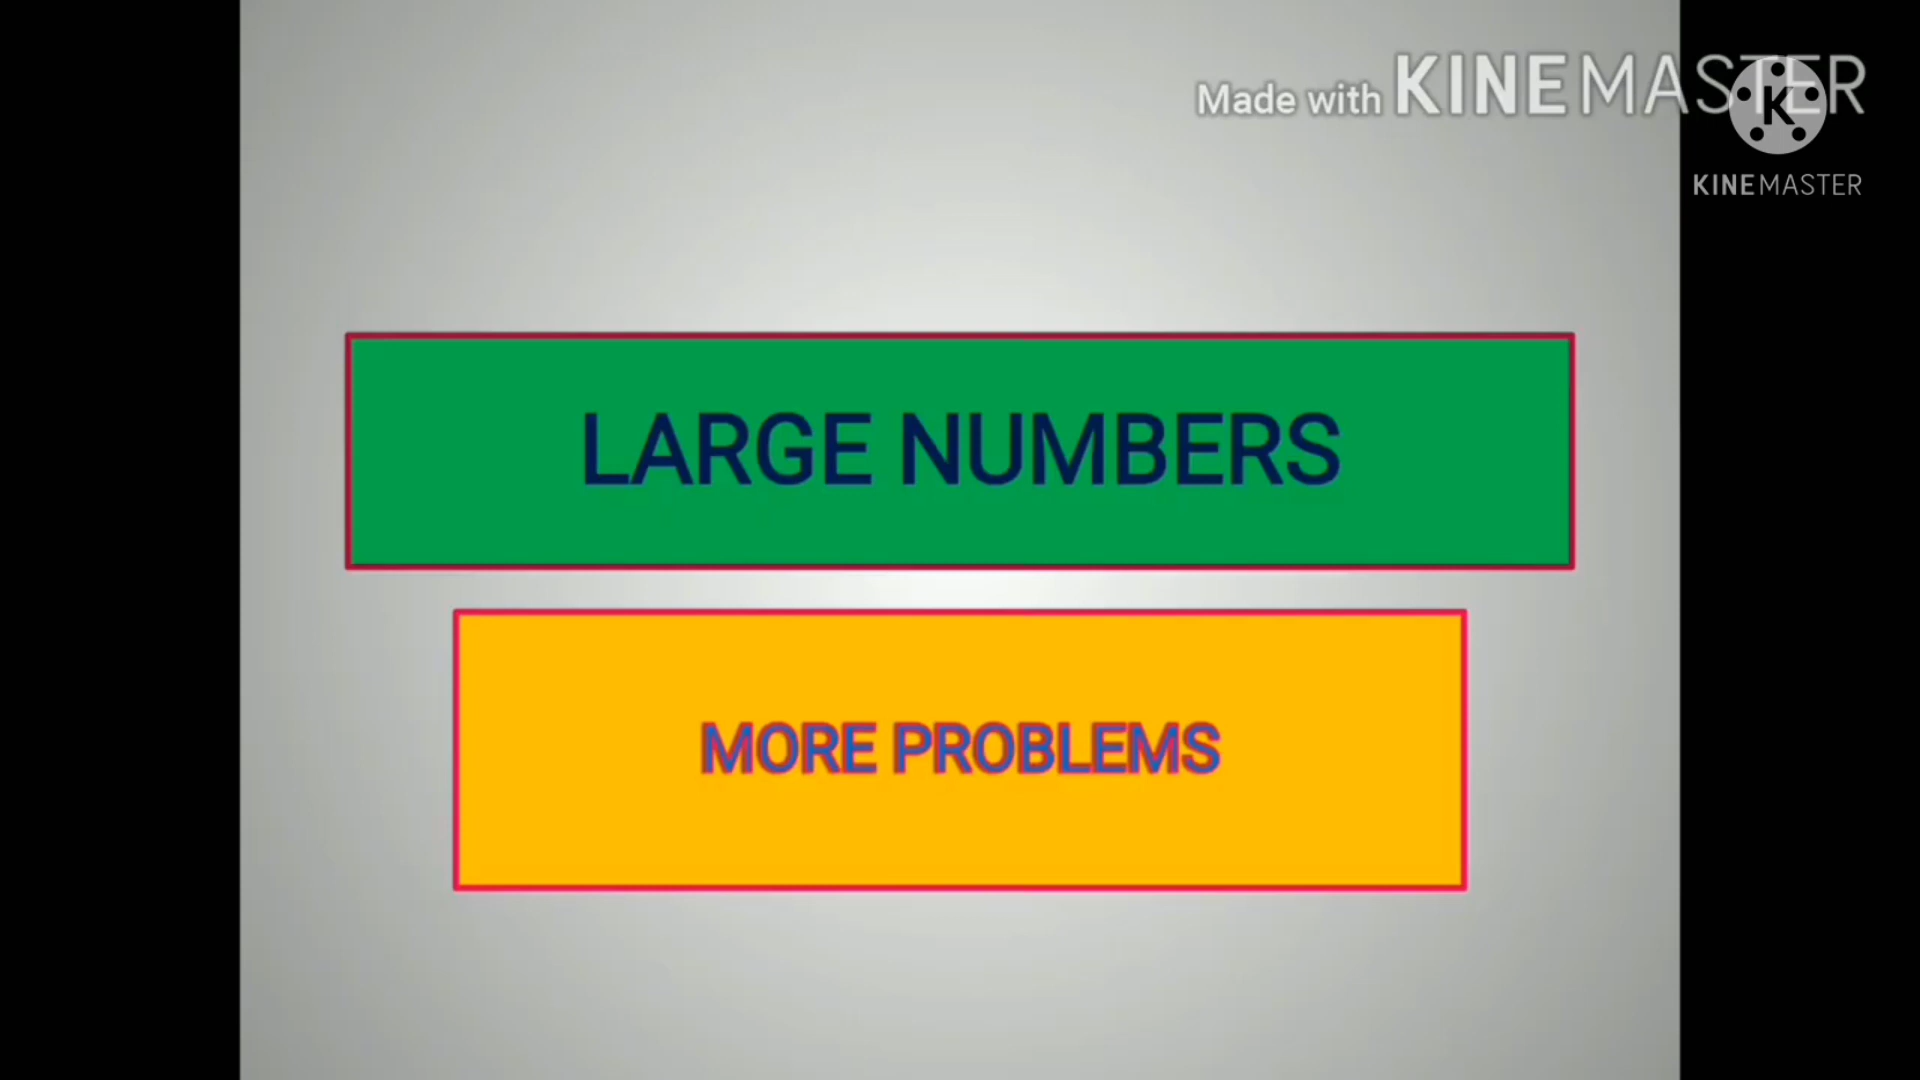 Made with KINEMASTER
K
KINEMASTER
LARGE NUMBERS
MORE PROBLEMS